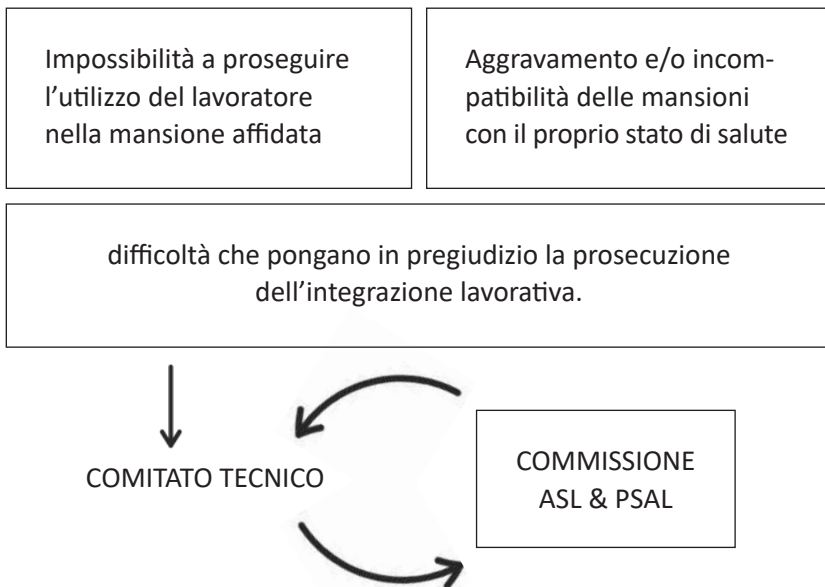 Impossibilità a proseguire
l’utilizzo del lavoratore
nella mansione affidata
Aggravamento e/o incom-
patibilità delle mansioni
con il proprio stato di salute
difficoltà che pongano in pregiudizio la prosecuzione
dell’integrazione lavorativa.
COMITATO TECNICO
COMMISSIONE
ASL & PSAL